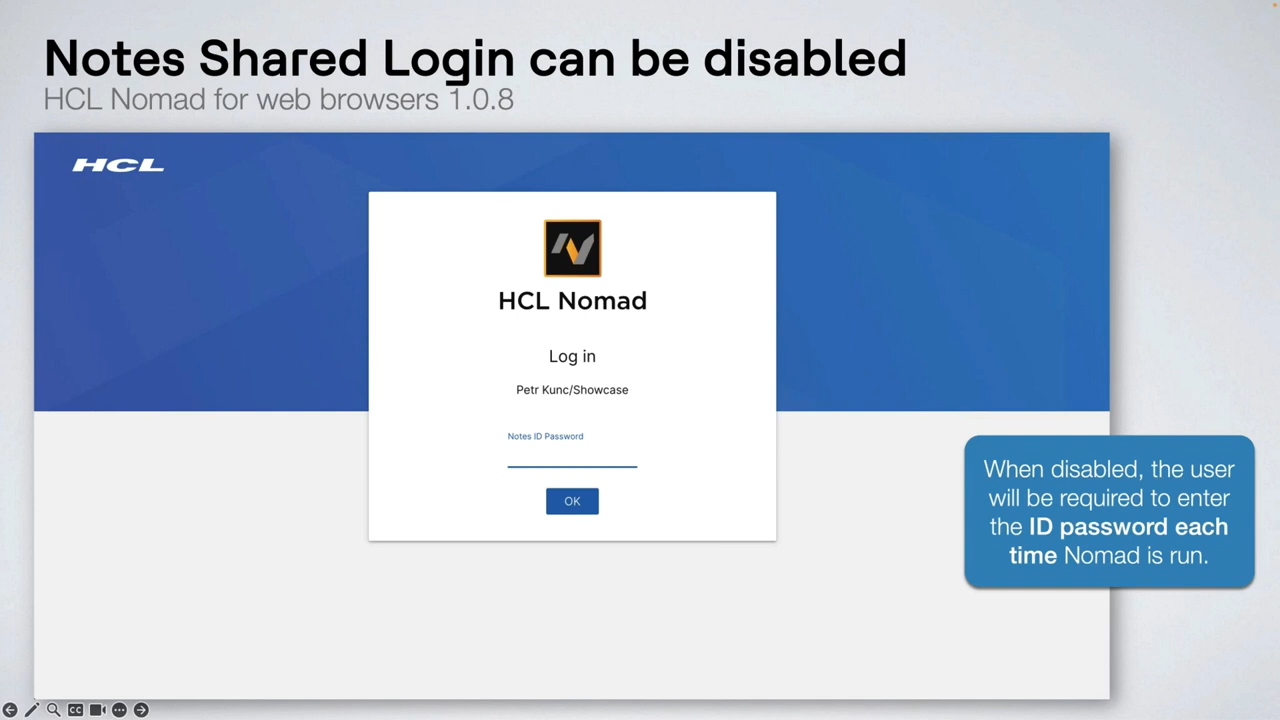 Notes Shared Login can be disabled
HCL Nomad for web browsers 1.0.8
HCL
HCL Nomad
Log in
Petr Kunc/Showcase
Notes ID Password
OK
When disabled, the user
will be required to enter
the ID password each
time Nomad is run.
CC